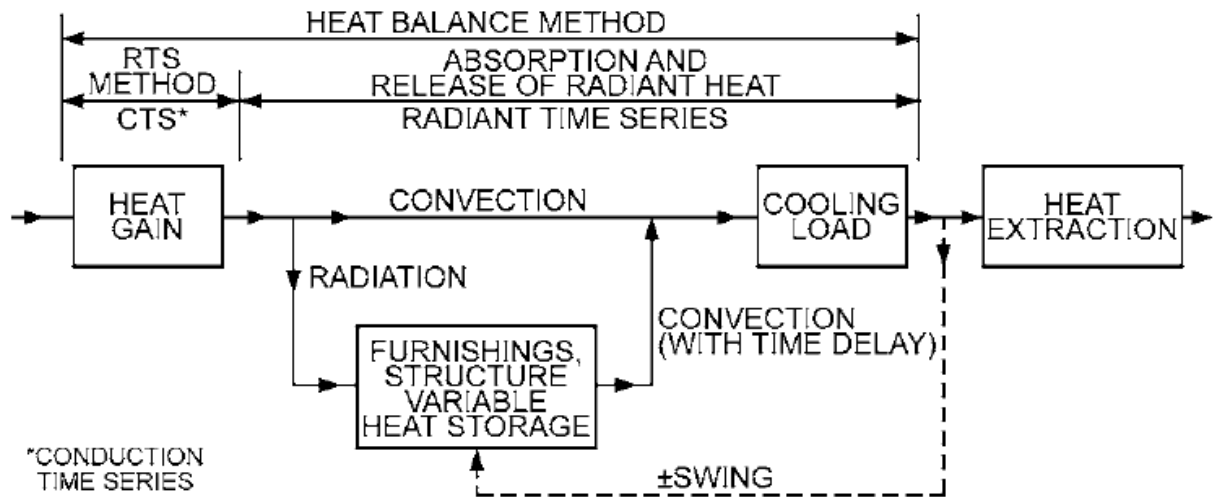 HEAT BALANCE METHOD
RTS
METHOD
CTS*
ABSORPTION AND
RELEASE OF RADIANT HEAT
RADIANT TIME SERIES
HEAT
GAIN
CONVECTION
COOLING
LOAD
HEAT
EXTRACTION
RADIATION
CONVECTION
(WITH TIME DELAY)
FURNISHINGS,
STRUCTURE
VARIABLE
HEAT STORAGE
*CONDUCTION
TIME SERIES
±SWING